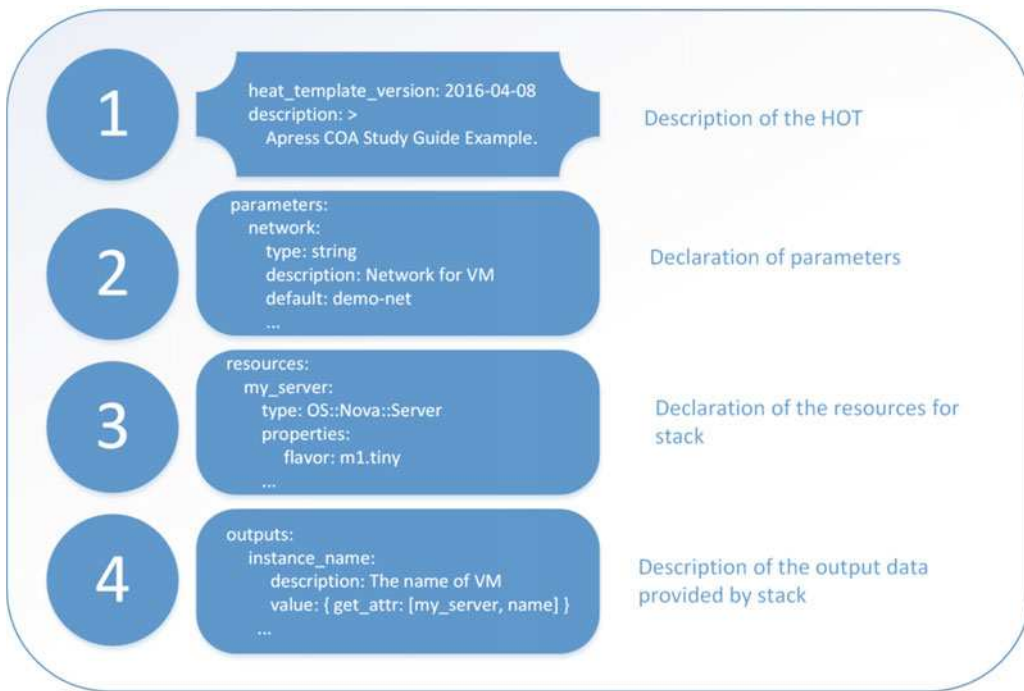 1
heat_template_version: 2016-04-08
description: >
Apress COA Study Guide Example.
Description of the HOT
2
parameters:
network:
type: string
description: Network for VM
default: demo-net
...
Declaration of parameters
3
resources:
my_server:
type: OS::Nova::Server
properties:
flavor: m1.tiny
...
Declaration of the resources for
stack
4
outputs:
instance_name:
description: The name of VM
value: { get_attr: [my_server, name] }
...
Description of the output data
provided by stack